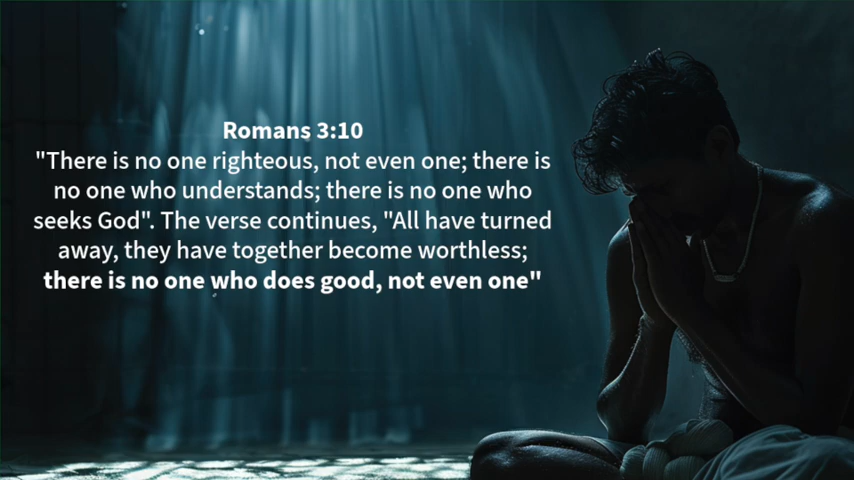 Romans 3:10
"There is no one righteous, not even one; there is
no one who understands; there is no one who
seeks God". The verse continues, "All have turned
away, they have together become worthless;
there is no one who does good, not even one"